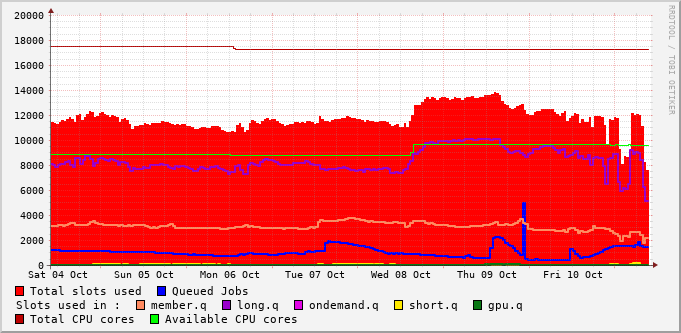 20000
18000
16000
14000
12000
10000
8000
6000
4000
2000
0
Sat 04 Oct Sun 05 Oct Mon 06 Oct Tue 07 Oct Wed 08 Oct Thu 09 Oct Fri 10 Oct
Total slots used Queued Jobs
Slots used in : member.q long.q ondemand.q short.q gpu.q
Total CPU cores Available CPU cores
RRDTOOL / TOBI OETIKER